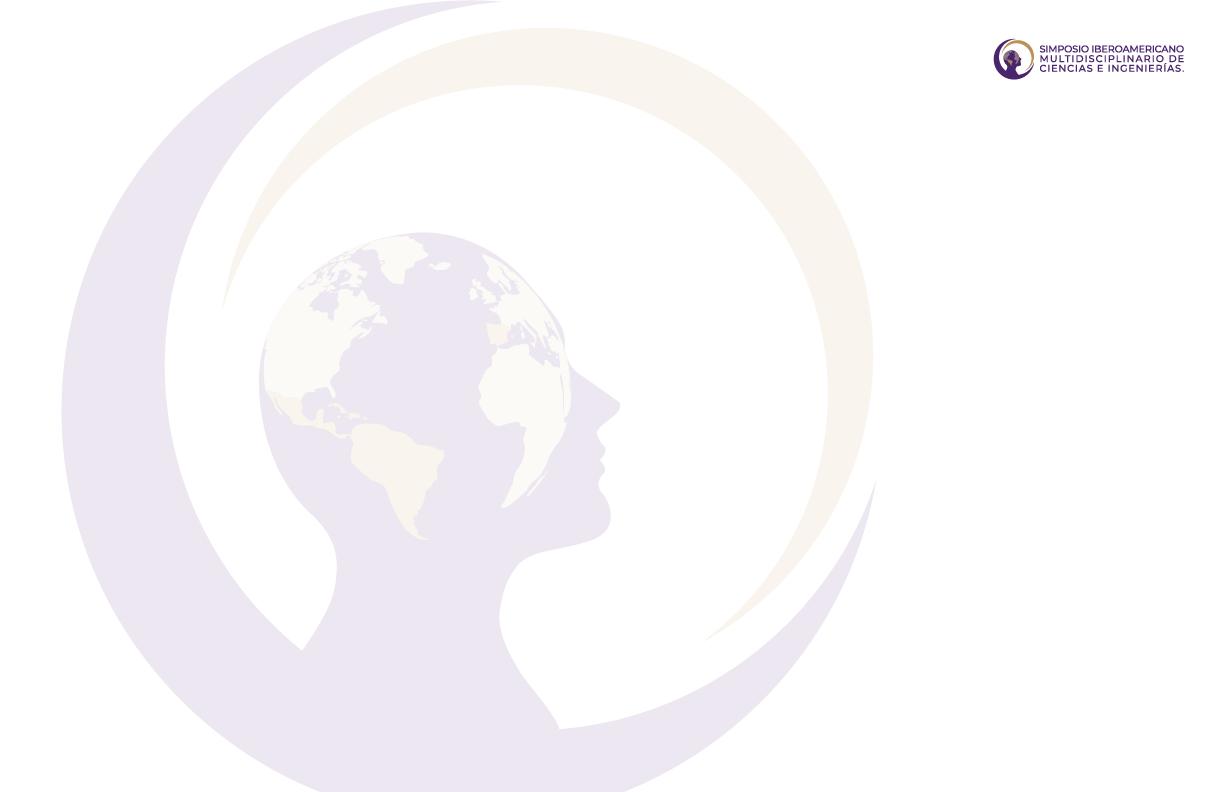 SIMPOSIO IBEROAMERICANO
MULTIDISCIPLINARIO DE
CIENCIAS E INGENIERÍAS.